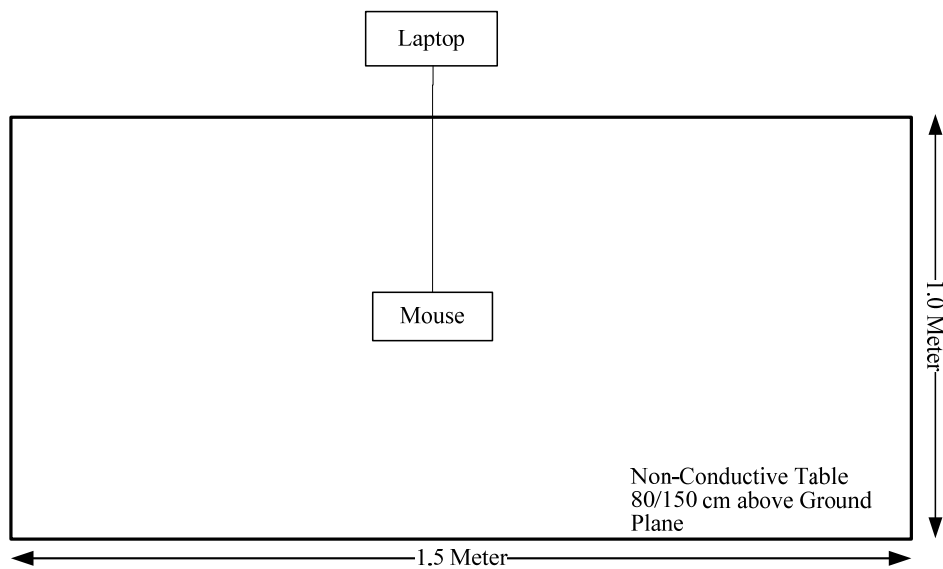 Laptop
Mouse
1.0 Meter
Non-Conductive Table
80/150 cm above Ground
Plane
1.5 Meter